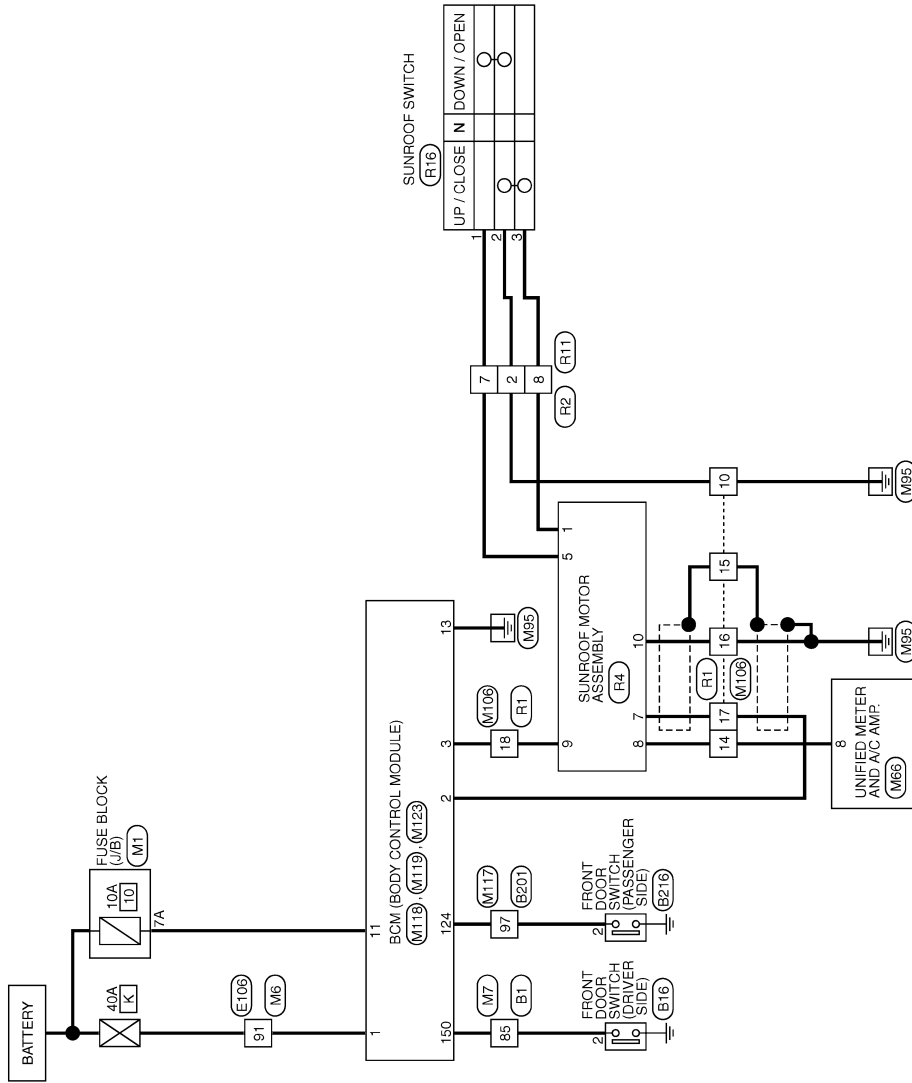 BATTERY
40A
K
E106
91
M6
FUSE BLOCK
(J/B)
M1
10A
10
7A
1
11
BCM (BODY CONTROL MODULE)
M118 , M119 , M123
150
124
2
3
13
M7
85
B1
M117
97
B201
M106
18
R1
M95
2
FRONT
DOOR
SWITCH
(DRIVER
SIDE)
B16
2
FRONT
DOOR
SWITCH
(PASSENGER
SIDE)
B216
9
5
1
SUNROOF MOTOR
ASSEMBLY
R4
8
7
10
R1
M106
14
17
16
15
10
8
UNIFIED METER
AND A/C AMP.
M66
M95
M95
R2
R11
7
2
8
SUNROOF SWITCH
R16
UP / CLOSE N DOWN / OPEN
1
2
3